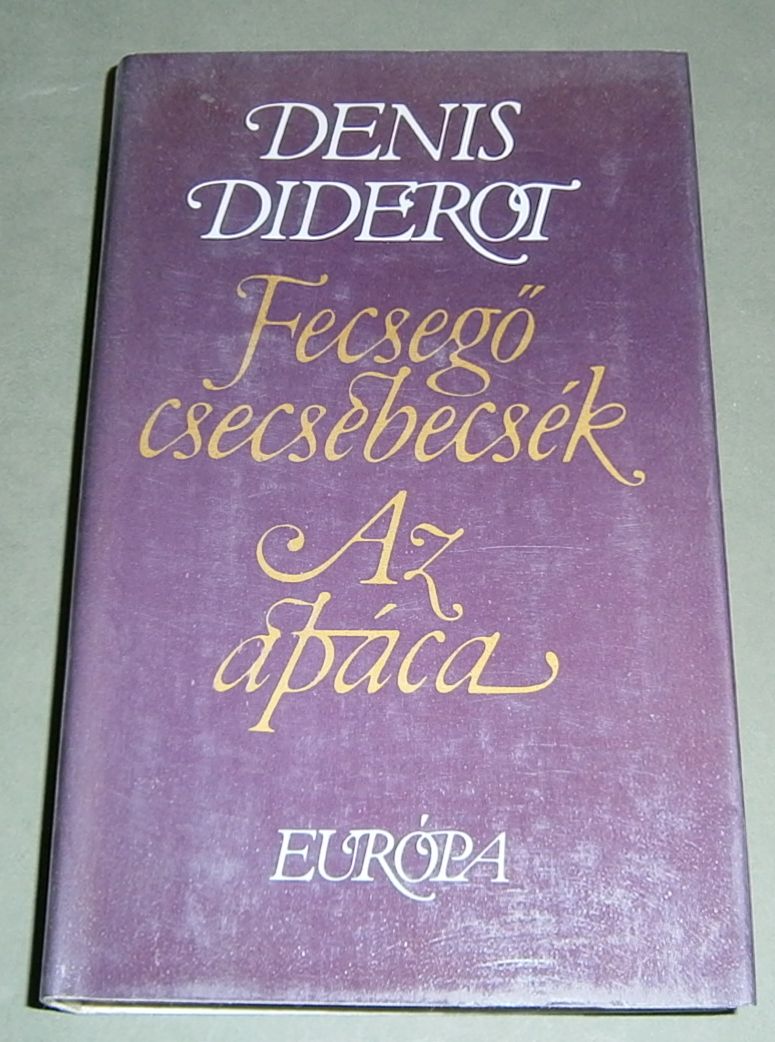 DENIS
DIDEROT
Fecsegő
csecsebecsék
Az
apáca
EURÓPA